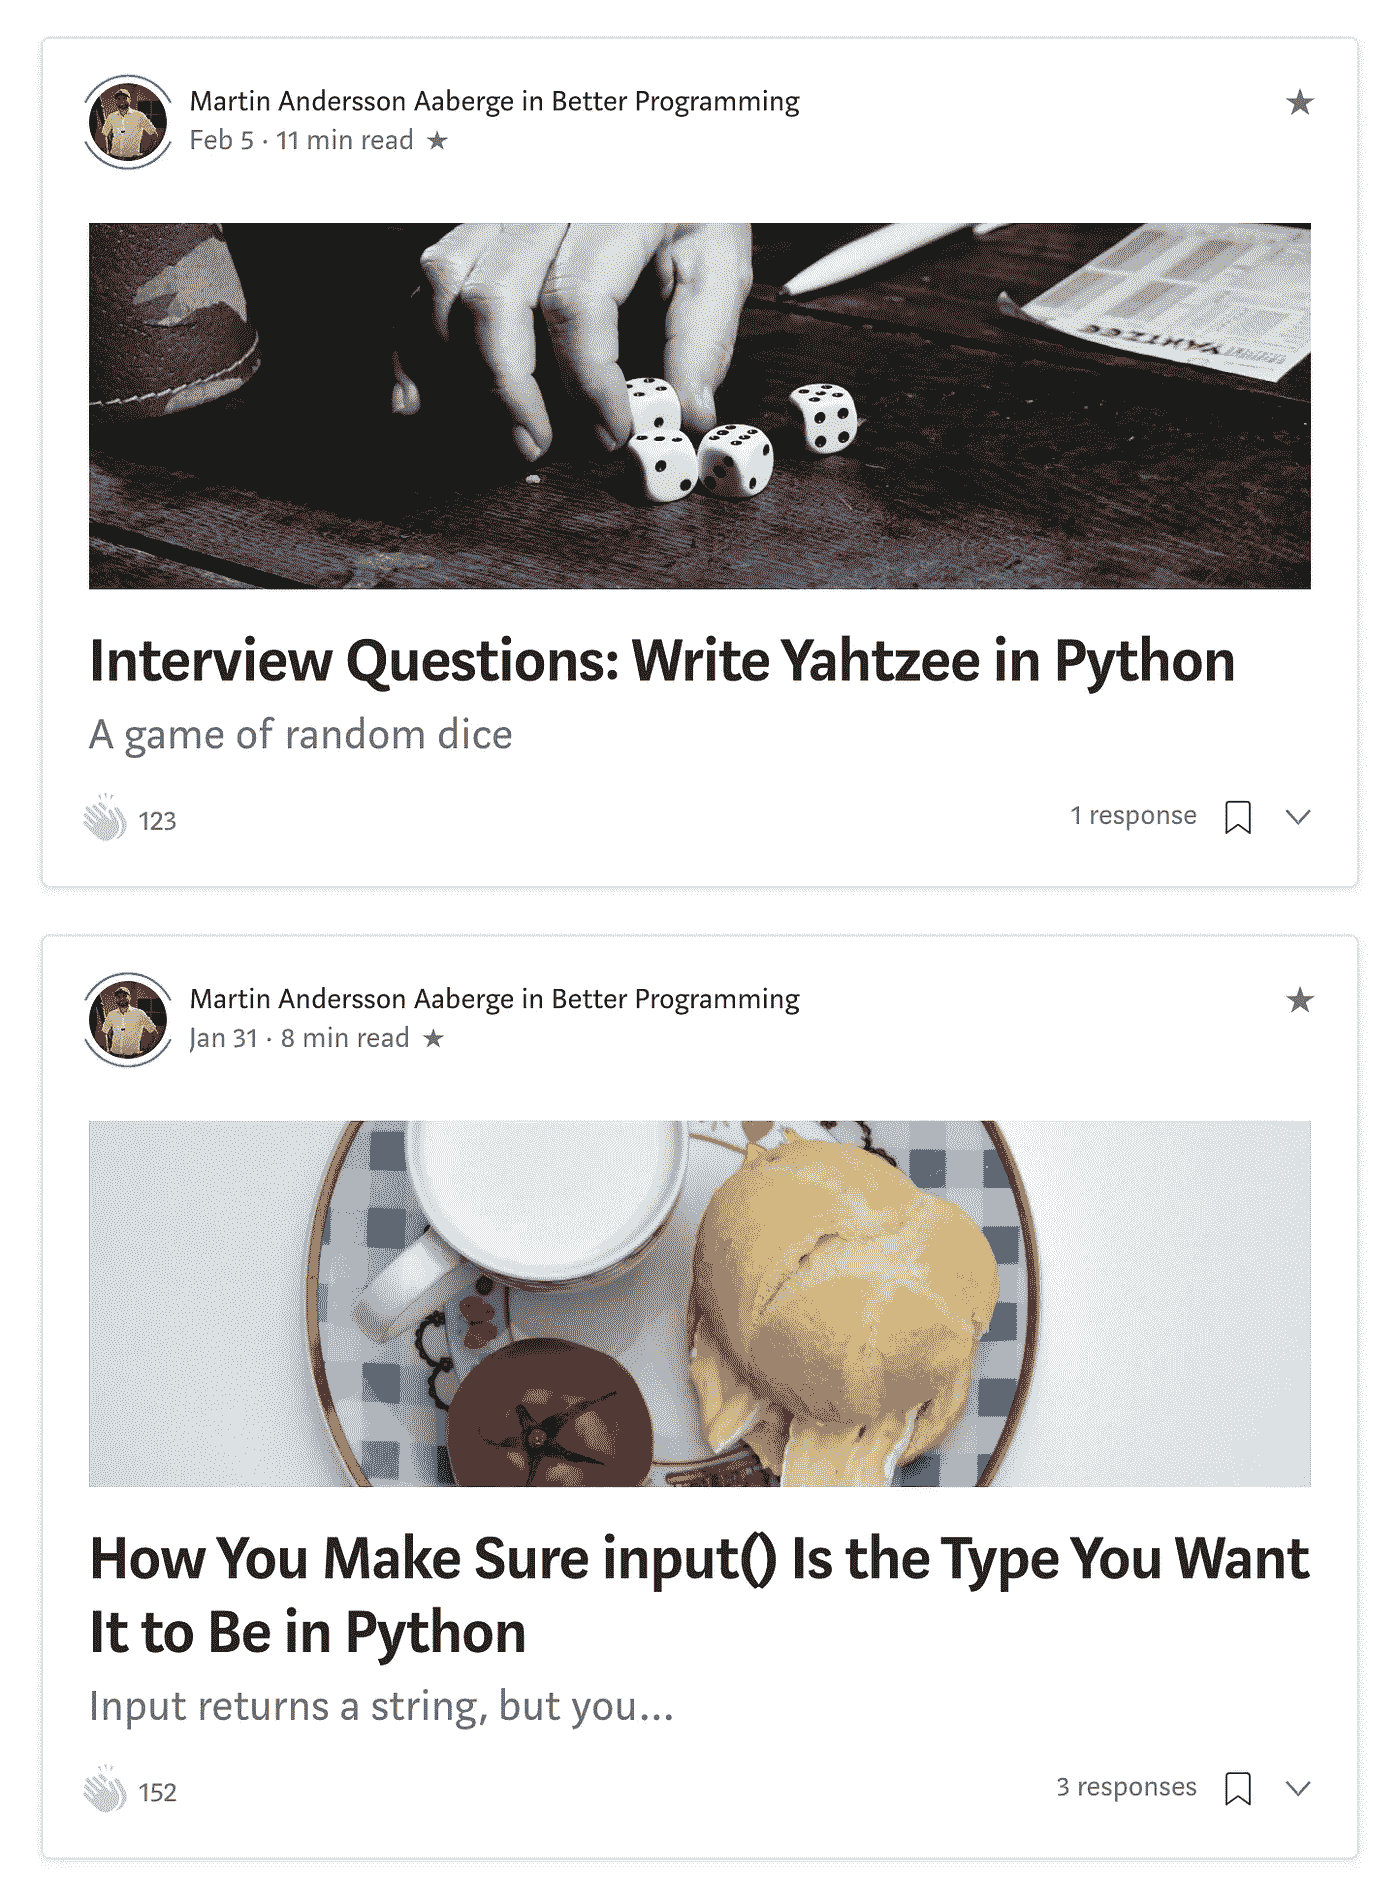 Martin Andersson Aaberge in Better Programming
Feb 5 · 11 min read ★
YAHTZEE
Interview Questions: Write Yahtzee in Python
A game of random dice
123
1 response
Martin Andersson Aaberge in Better Programming
Jan 31 · 8 min read ★
How You Make Sure input() Is the Type You Want
It to Be in Python
Input returns a string, but you...
152
3 responses